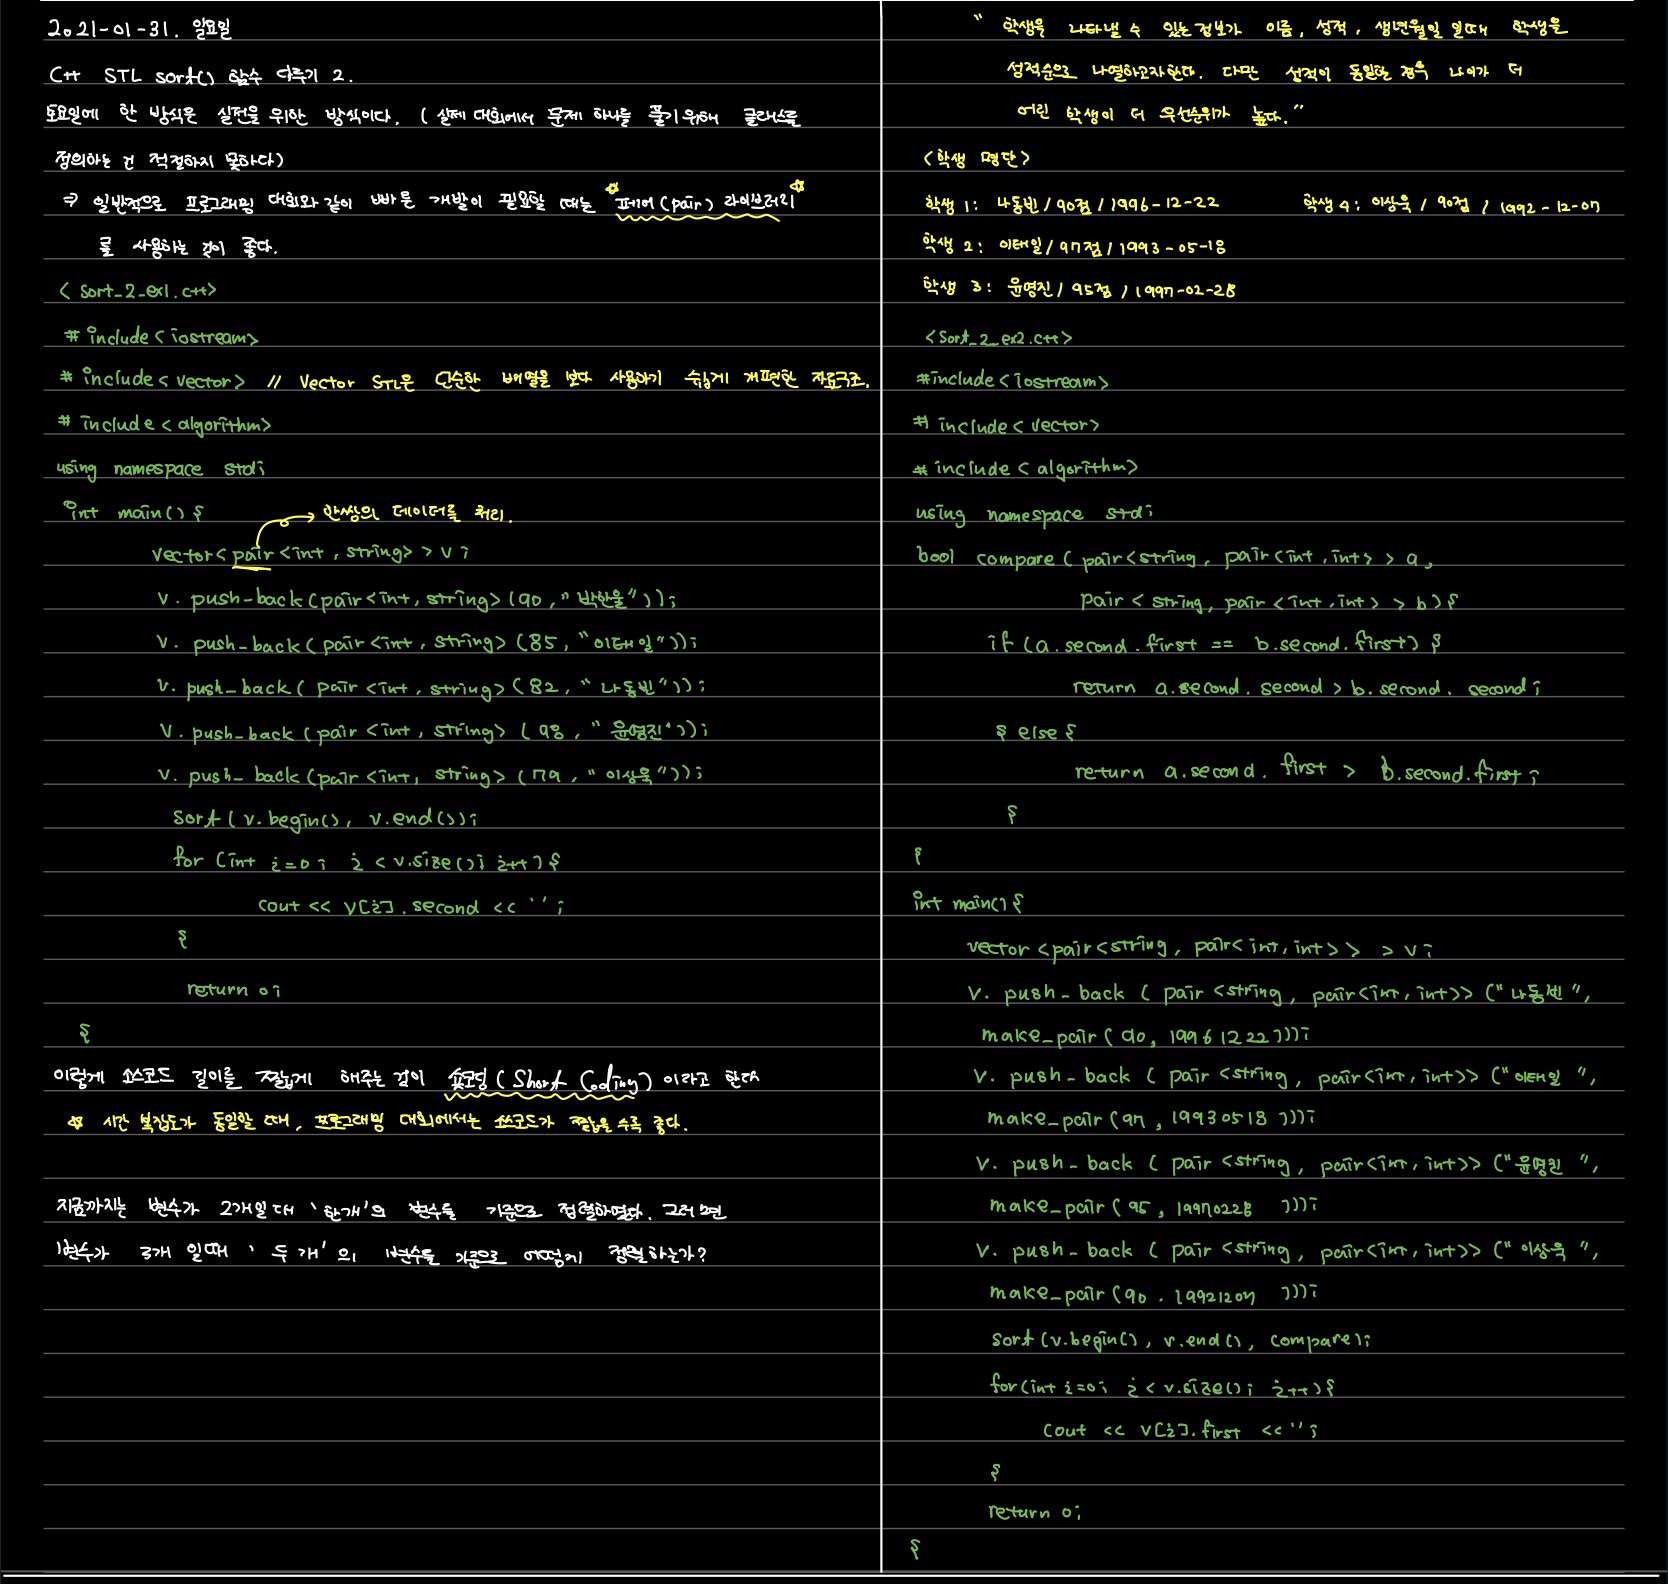 2021-01-31. 일요일
C++ STL sort() 함수 다루기 2.
토요일에 한 방식은 실전을 위한 방식이다. ( 실제 대회에서 문제 하나를 풀기위해 클래스를
정의하는 건 적절하지 못하다)
⇒ 일반적으로 프로그래밍 대회와 같이 빠른 개발이 필요할 때는 "페어(pair) 라이브러리"
를 사용하는 것이 좋다.
< sort_2_ex1.c++>
# include < iostream>
# include < vector> // Vector STL은 단순한 배열을 보다 사용하기 쉽게 개편한 자료구조.
# include < algorithm>
using namespace std;
int main() {
한쌍의 데이터를 처리.
vector< pair <int, string> > v ;
v. push-back(pair<int, string> (90, "박한울"));
v. push_back( pair <int, string> (85, "이태일"));
v. push_back( pair <int, string> (82, "나동빈"));
v. push_back (pair <int, string> (98, "윤영진"));
v. push_back(pair <int, string> (79, "이상욱"));
sort( v.begin(), v.end());
for (int i=0; i < v.size(); i++) {
cout << v[i].second << ' ' ;
}
return 0;
}
이렇게 소스코드 길이를 짧게 해주는 것이 숏코딩 (Short Coding) 이라고 한다
☆ 시간 복잡도가 동일할 때, 프로그래밍 대회에서는 소스코드가 짧을 수록 좋다.
지금까지는 변수가 2개일 때 '한개'의 변수를 기준으로 정렬하였다. 그러면
변수가 3개 일때 '두 개'의 변수를 기준으로 어떻게 정렬하는가?
" 학생을 나타낼 수 있는 정보가 이름, 성적, 생년월일 일때 학생을
성적순으로 나열하고자한다. 다만 성적이 동일한 경우 나이가 더
어린 학생이 더 우선순위가 높다."
<학생 명단>
학생 1: 나동빈 / 90점 / 1996-12-22 학생 4: 이상욱 / 90점 / 1992-12-07
학생 2: 이태일 / 97점 / 1993-05-18
학생 3: 윤영진 / 95점 / 1997-02-28
<Sort_2_ex2.c++>
#include < iostream>
# include < vector>
# include < algorithm>
using namespace std;
bool compare ( pair<string, pair<int, int> > a,
pair < string, pair <int, int> > b) {
if (a.second.first == b.second.first) {
return a.second.second > b.second.second;
} else {
return a.second.first > b.second.first;
}
}
int main() {
vector <pair<string, pair<int, int>> > v ;
v. push_back ( pair <string, pair<int, int>> ("나동빈",
make_pair( 90, 19961222)));
v. push_back ( pair <string, pair<int, int>> ("이태일",
make_pair (97, 19930518 )));
v. push_back ( pair <string, pair<int, int>> ("윤영진",
make_pair (95, 19970228 )));
v. push_back ( pair <string, pair<int, int>> ("이상욱",
make_pair (90. 19921207 )));
sort (v.begin(), v.end(), compare);
for(int i=0; i < v.size(); i++) {
cout << v[i].first << ' ' ;
}
return 0;
}